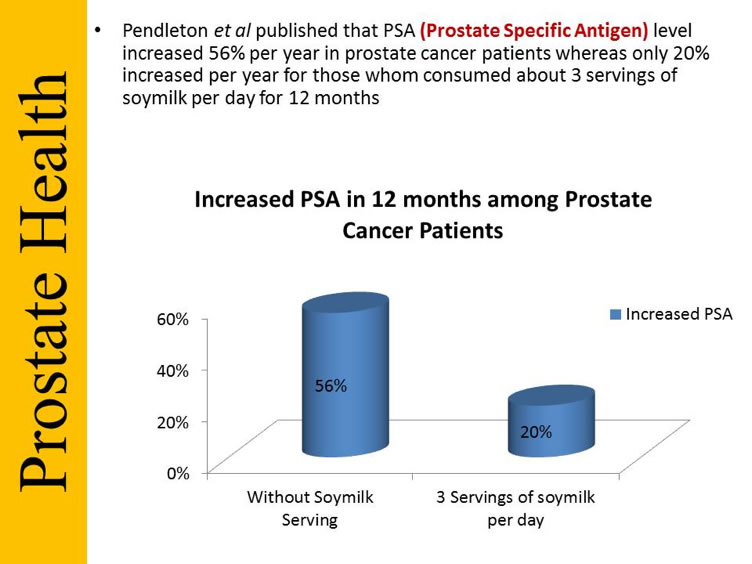 Prostate Health
• Pendleton et al published that PSA (Prostate Specific Antigen) level
increased 56% per year in prostate cancer patients whereas only 20%
increased per year for those whom consumed about 3 servings of
soymilk per day for 12 months
Increased PSA in 12 months among Prostate
Cancer Patients
60%
40%
20%
0%
56%
20%
Increased PSA
Without Soymilk
Serving
3 Servings of soymilk
per day